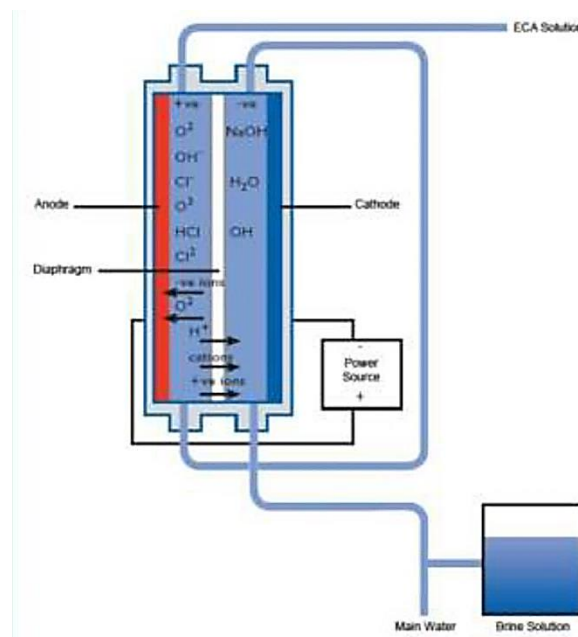 ECA Solution
+ve
-ve
O²
NaOH
OH⁻
Cl⁻
H₂O
Anode
Cathode
O³
HCl
OH
Cl²
Diaphragm
-ve ions
O²
H⁺
cations
+ve ions
-
Power
Source
+
Main Water
Brine Solution